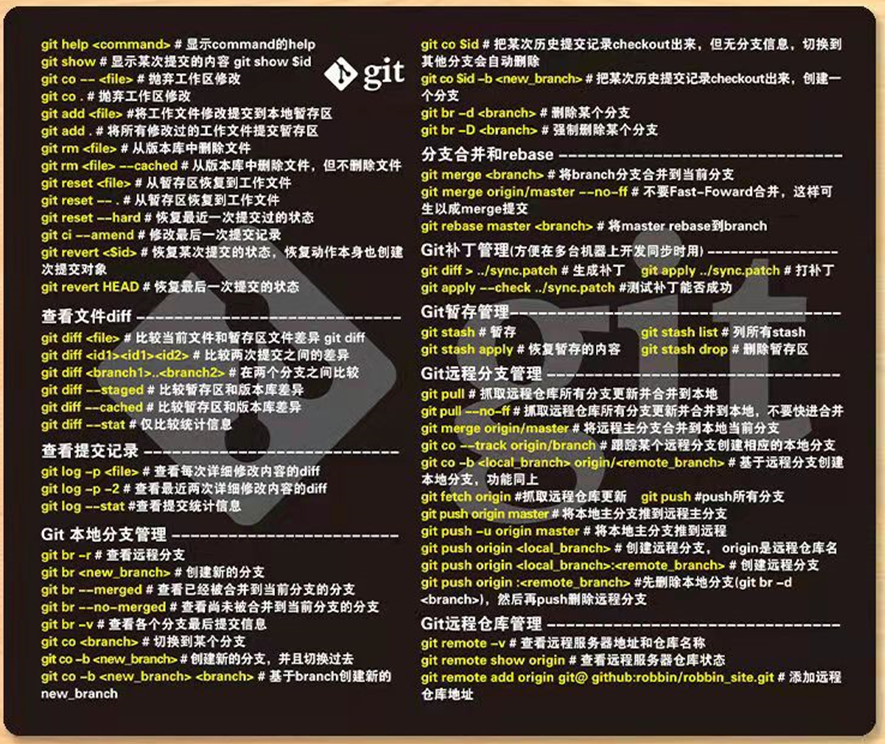 git help <command> # 显示command的help
git show # 显示某次提交的内容 git show $id
git co -- <file> # 抛弃工作区修改
git co . # 抛弃工作区修改
git add <file> #将工作文件修改提交到本地暂存区
git add . # 将所有修改过的工作文件提交暂存区
git rm <file> # 从版本库中删除文件
git rm <file> --cached # 从版本库中删除文件，但不删除文件
git reset <file> # 从暂存区恢复到工作文件
git reset -- . # 从暂存区恢复到工作文件
git reset --hard # 恢复最近一次提交过的状态
git ci --amend # 修改最后一次提交记录
git revert <$id> # 恢复某次提交的状态，恢复动作本身也创建
次提交对象
git revert HEAD # 恢复最后一次提交的状态
git
查看文件diff ------------------------------
git diff <file> # 比较当前文件和暂存区文件差异 git diff
git diff <id1><id1><id2> # 比较两次提交之间的差异
git diff <branch1>..<branch2> # 在两个分支之间比较
git diff --staged # 比较暂存区和版本库差异
git diff --cached # 比较暂存区和版本库差异
git diff --stat # 仅比较统计信息
查看提交记录 -----------------------------
git log -p <file> # 查看每次详细修改内容的diff
git log -p -2 # 查看最近两次详细修改内容的diff
git log --stat #查看提交统计信息
Git 本地分支管理 --------------------------
git br -r # 查看远程分支
git br <new_branch> # 创建新的分支
git br --merged # 查看已经被合并到当前分支的分支
git br --no-merged # 查看尚未被合并到当前分支的分支
git br -v # 查看各个分支最后提交信息
git co <branch> # 切换到某个分支
git co -b <new_branch> # 创建新的分支，并且切换过去
git co -b <new_branch> <branch> # 基于branch创建新的
new_branch
git co $id # 把某次历史提交记录checkout出来，但无分支信息，切换到
其他分支会自动删除
git co $id -b <new_branch> # 把某次历史提交记录checkout出来，创建一
个分支
git br -d <branch> # 删除某个分支
git br -D <branch> # 强制删除某个分支
分支合并和rebase --------------------------------
git merge <branch> # 将branch分支合并到当前分支
git merge origin/master --no-ff # 不要Fast-Foward合并，这样可
生以成merge提交
git rebase master <branch> # 将master rebase到branch
Git补丁管理(方便在多台机器上开发同步时用) ---------------
git diff > ../sync.patch # 生成补丁 git apply ../sync.patch # 打补丁
git apply --check ../sync.patch #测试补丁能否成功
Git暂存管理-----------------------------------
git stash # 暂存 git stash list # 列所有stash
git stash apply # 恢复暂存的内容 git stash drop # 删除暂存区
Git远程分支管理 ---------------------------------
git pull # 抓取远程仓库所有分支更新并合并到本地
git pull --no-ff # 抓取远程仓库所有分支更新并合并到本地，不要快进合并
git merge origin/master # 将远程主分支合并到本地当前分支
git co --track origin/branch # 跟踪某个远程分支创建相应的本地分支
git co -b <local_branch> origin/<remote_branch> # 基于远程分支创建
本地分支，功能同上
git fetch origin #抓取远程仓库更新 git push #push所有分支
git push origin master # 将本地主分支推到远程主分支
git push -u origin master # 将本地主分支推到远程
git push origin <local_branch> # 创建远程分支， origin是远程仓库名
git push origin <local_branch>:<remote_branch> # 创建远程分支
git push origin :<remote_branch> #先删除本地分支(git br -d
<branch>)，然后再push删除远程分支
Git远程仓库管理 ---------------------------------
git remote -v # 查看远程服务器地址和仓库名称
git remote show origin # 查看远程服务器仓库状态
git remote add origin git@ github:robbin/robbin_site.git # 添加远程
仓库地址
git